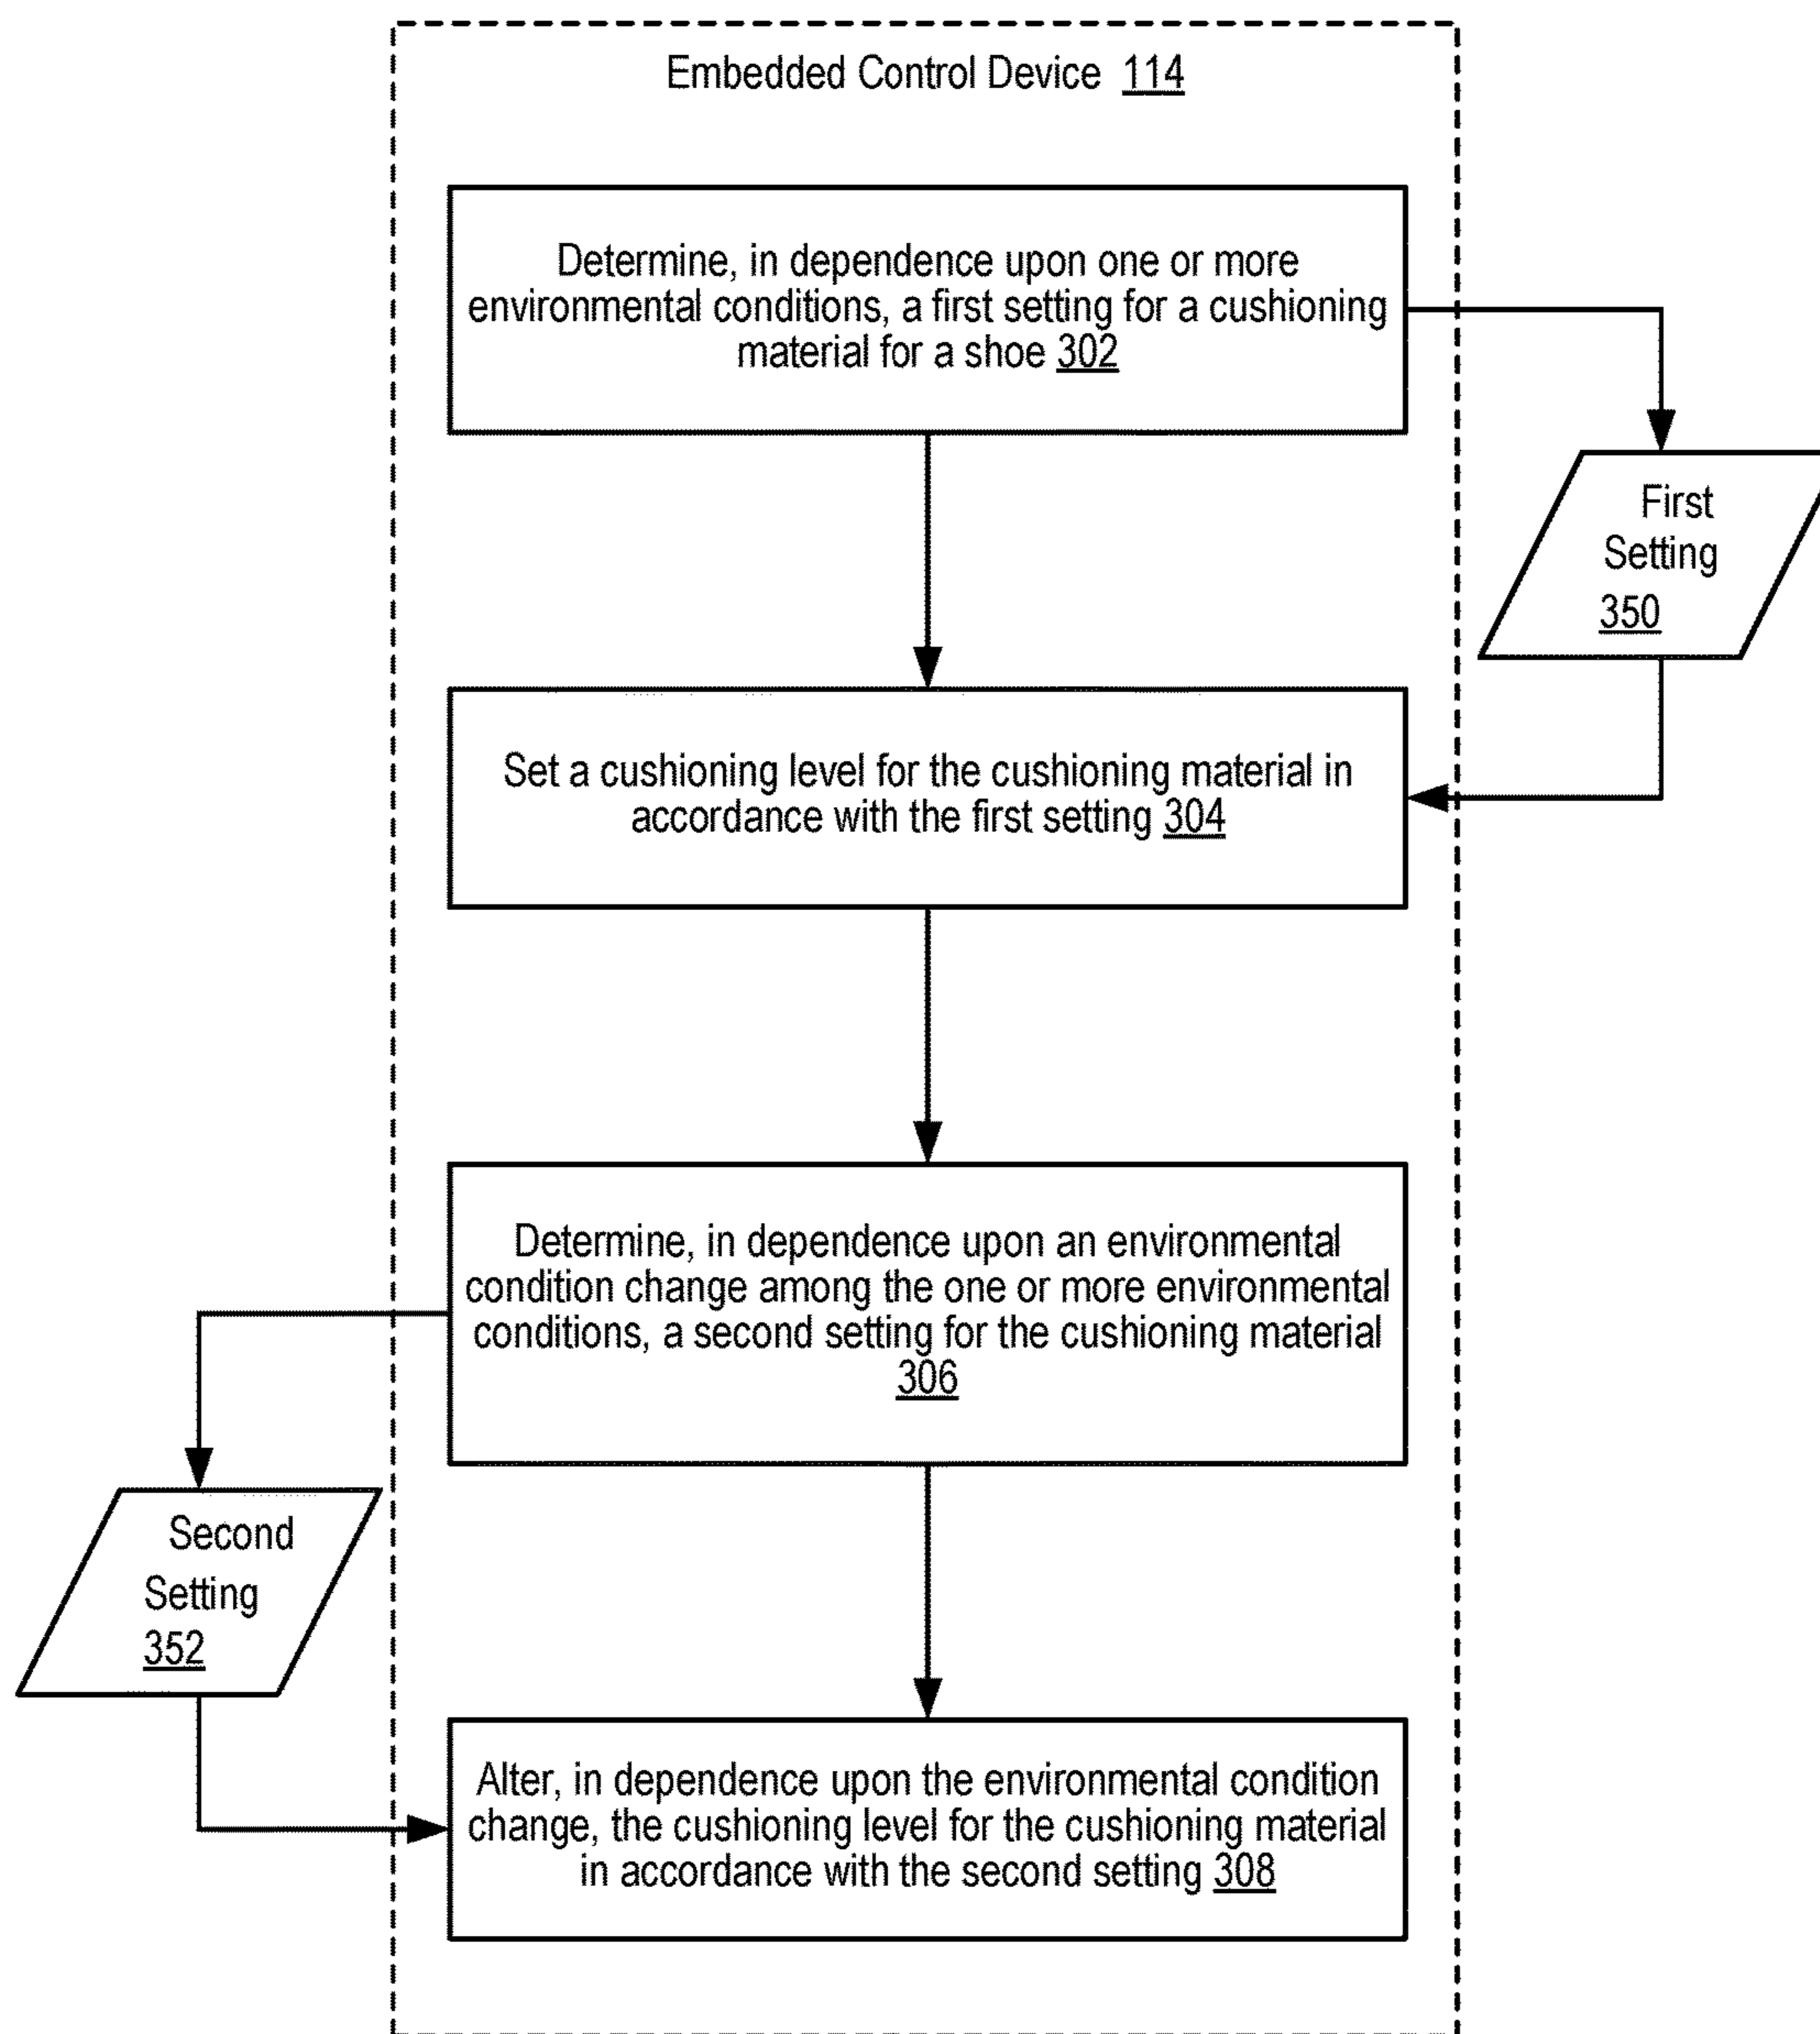 Embedded Control Device 114
Determine, in dependence upon one or more
environmental conditions, a first setting for a cushioning
material for a shoe 302
First
Setting
350
Set a cushioning level for the cushioning material in
accordance with the first setting 304
Determine, in dependence upon an environmental
condition change among the one or more environmental
conditions, a second setting for the cushioning material
306
Second
Setting
352
Alter, in dependence upon the environmental condition
change, the cushioning level for the cushioning material
in accordance with the second setting 308